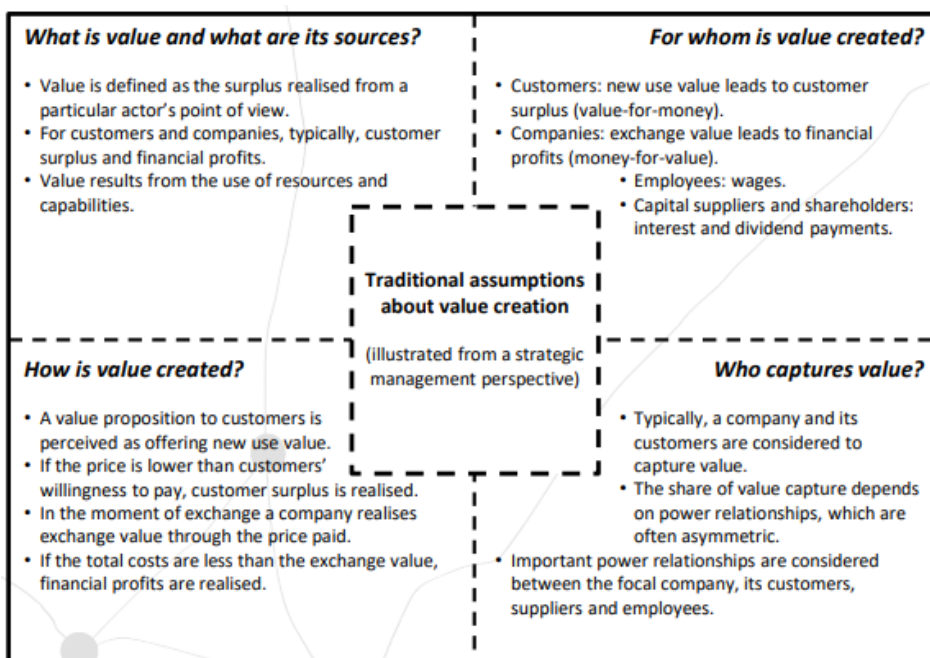 What is value and what are its sources?
• Value is defined as the surplus realised from a
particular actor's point of view.
• For customers and companies, typically, customer
surplus and financial profits.
• Value results from the use of resources and
capabilities.
For whom is value created?
• Customers: new use value leads to customer
surplus (value-for-money).
• Companies: exchange value leads to financial
profits (money-for-value).
• Employees: wages.
• Capital suppliers and shareholders:
interest and dividend payments.
Traditional assumptions
about value creation
(illustrated from a strategic
management perspective)
How is value created?
• A value proposition to customers is
perceived as offering new use value.
• If the price is lower than customers'
willingness to pay, customer surplus is realised.
• In the moment of exchange a company realises
exchange value through the price paid.
• If the total costs are less than the exchange value,
financial profits are realised.
Who captures value?
• Typically, a company and its
customers are considered to
capture value.
• The share of value capture depends
on power relationships, which are
often asymmetric.
• Important power relationships are considered
between the focal company, its customers,
suppliers and employees.